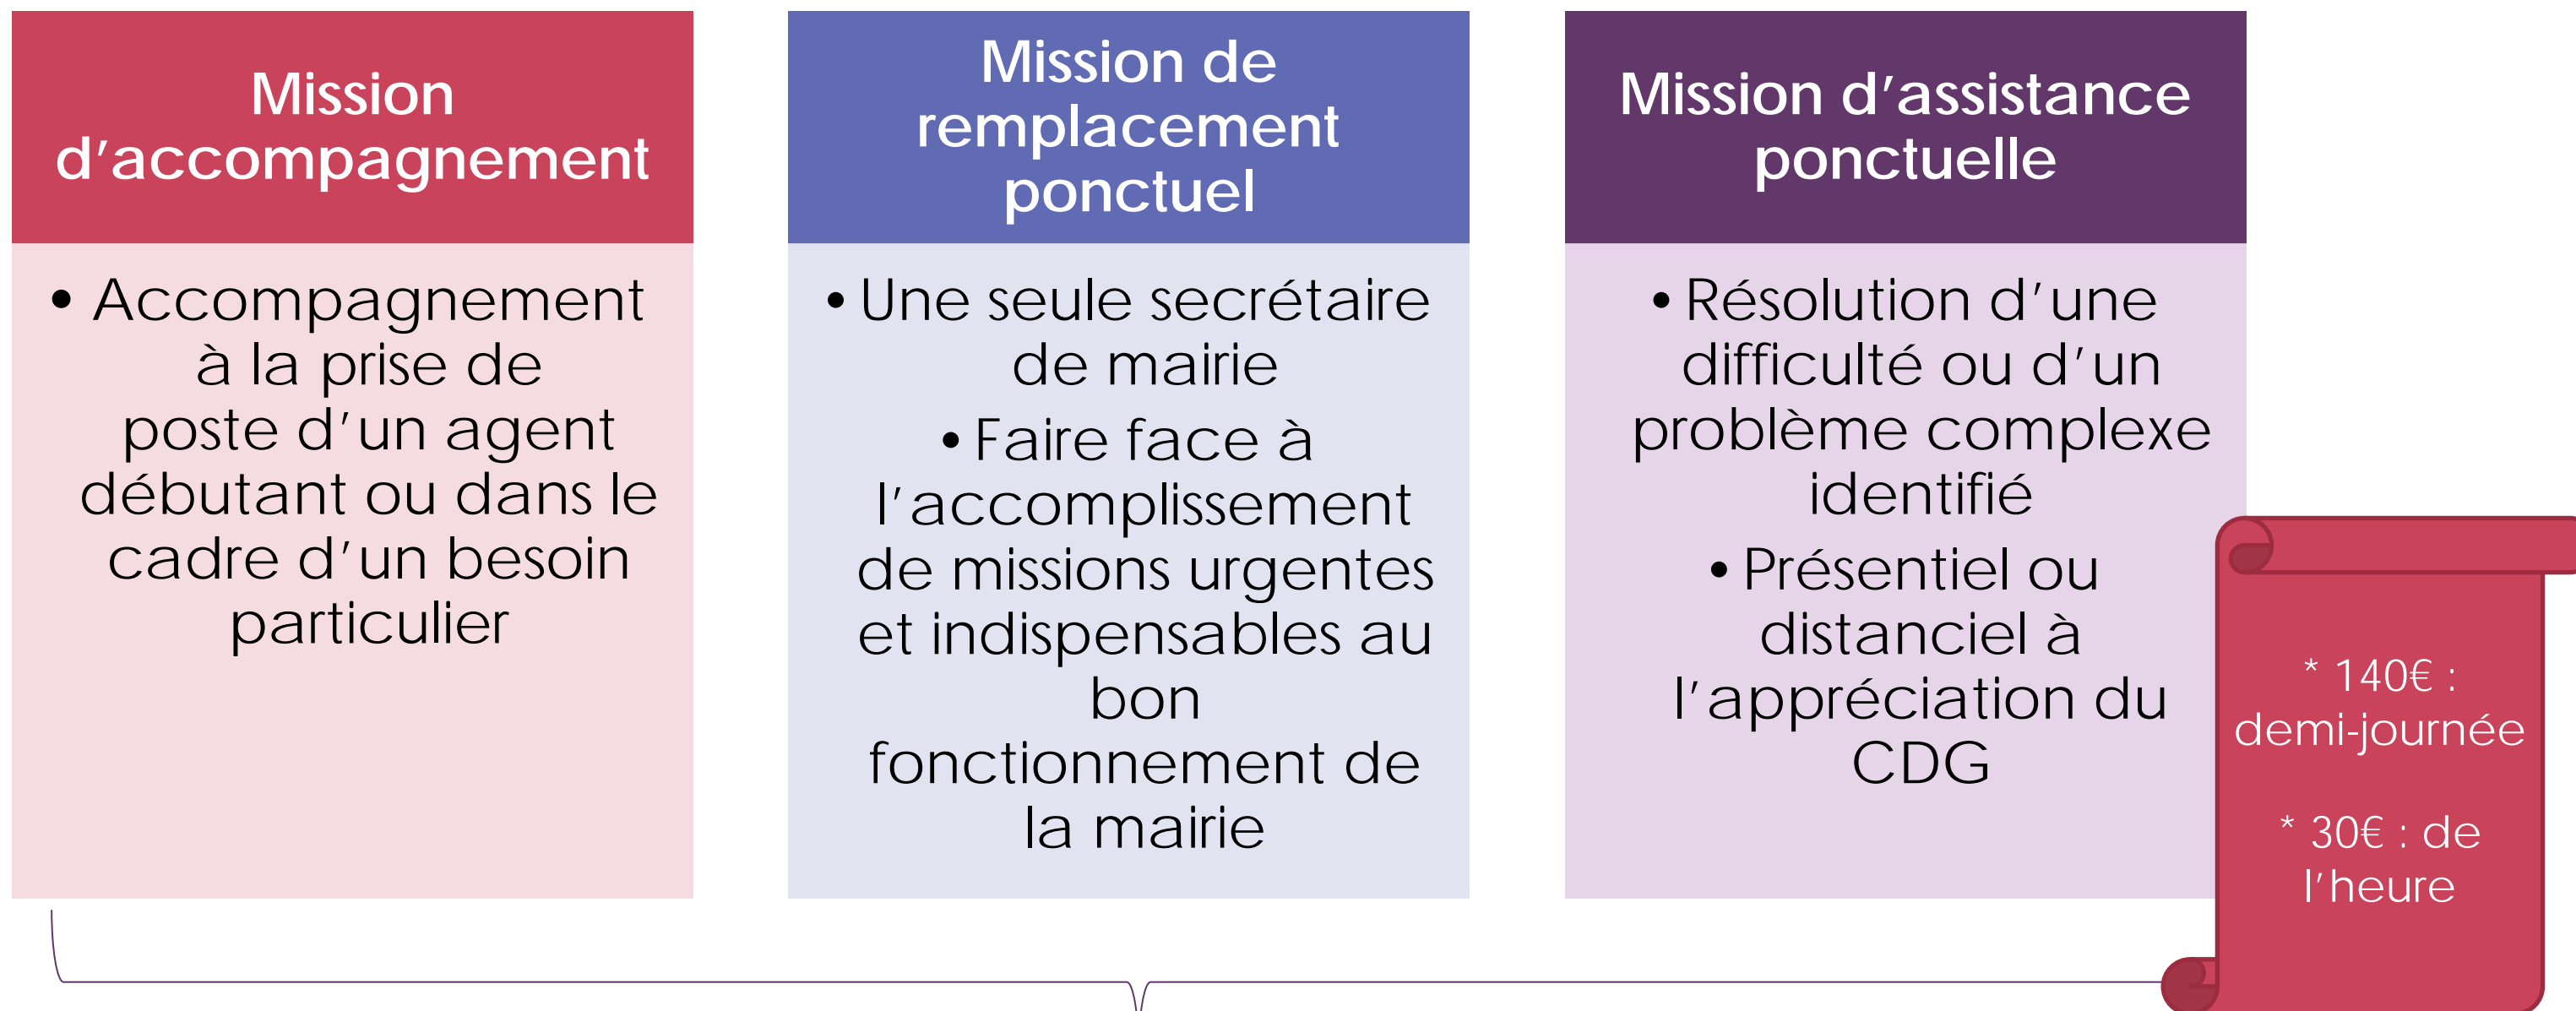 Mission
d’accompagnement
• Accompagnement
à la prise de
poste d’un agent
débutant ou dans le
cadre d’un besoin
particulier
Mission de
remplacement
ponctuel
• Une seule secrétaire
de mairie
• Faire face à
l’accomplissement
de missions urgentes
et indispensables au
bon
fonctionnement de
la mairie
Mission d’assistance
ponctuelle
• Résolution d’une
difficulté ou d’un
problème complexe
identifié
• Présentiel ou
distanciel à
l’appréciation du
CDG
* 140€ :
demi-journée
* 30€ : de
l’heure